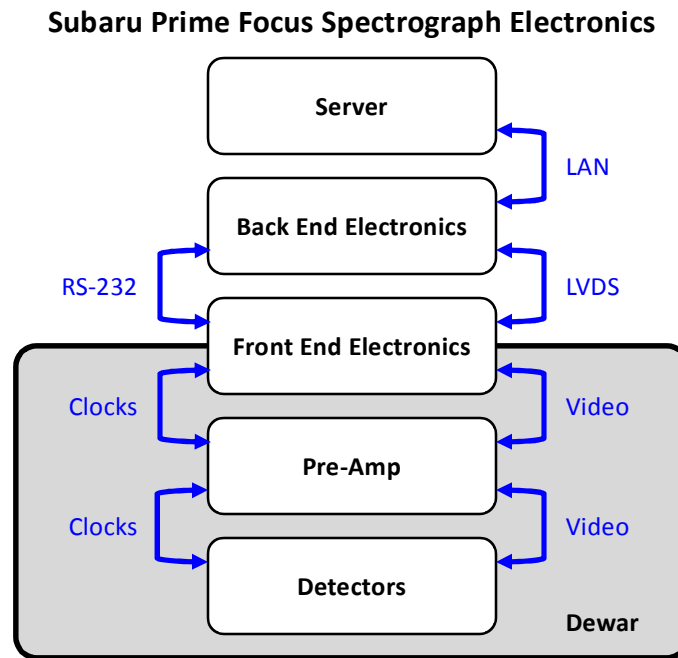 Subaru Prime Focus Spectrograph Electronics
Server
LAN
Back End Electronics
RS-232
LVDS
Front End Electronics
Clocks
Video
Pre-Amp
Clocks
Video
Detectors
Dewar